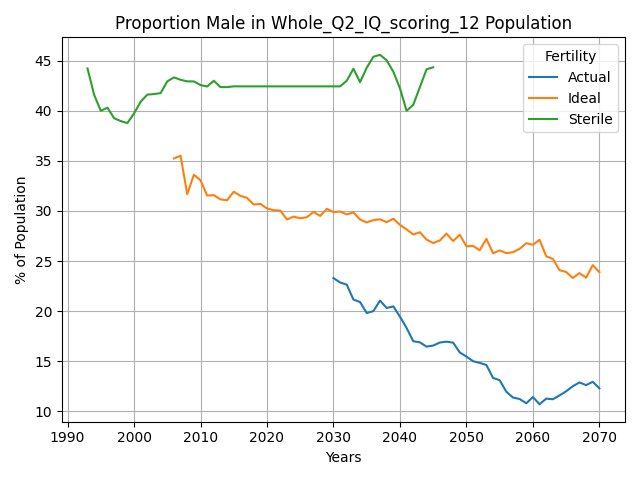 Proportion Male in Whole_Q2_IQ_scoring_12 Population
Fertility
Actual
Ideal
Sterile
% of Population
45
40
35
30
25
20
15
10
1990
2000
2010
2020
2030
2040
2050
2060
2070
Years